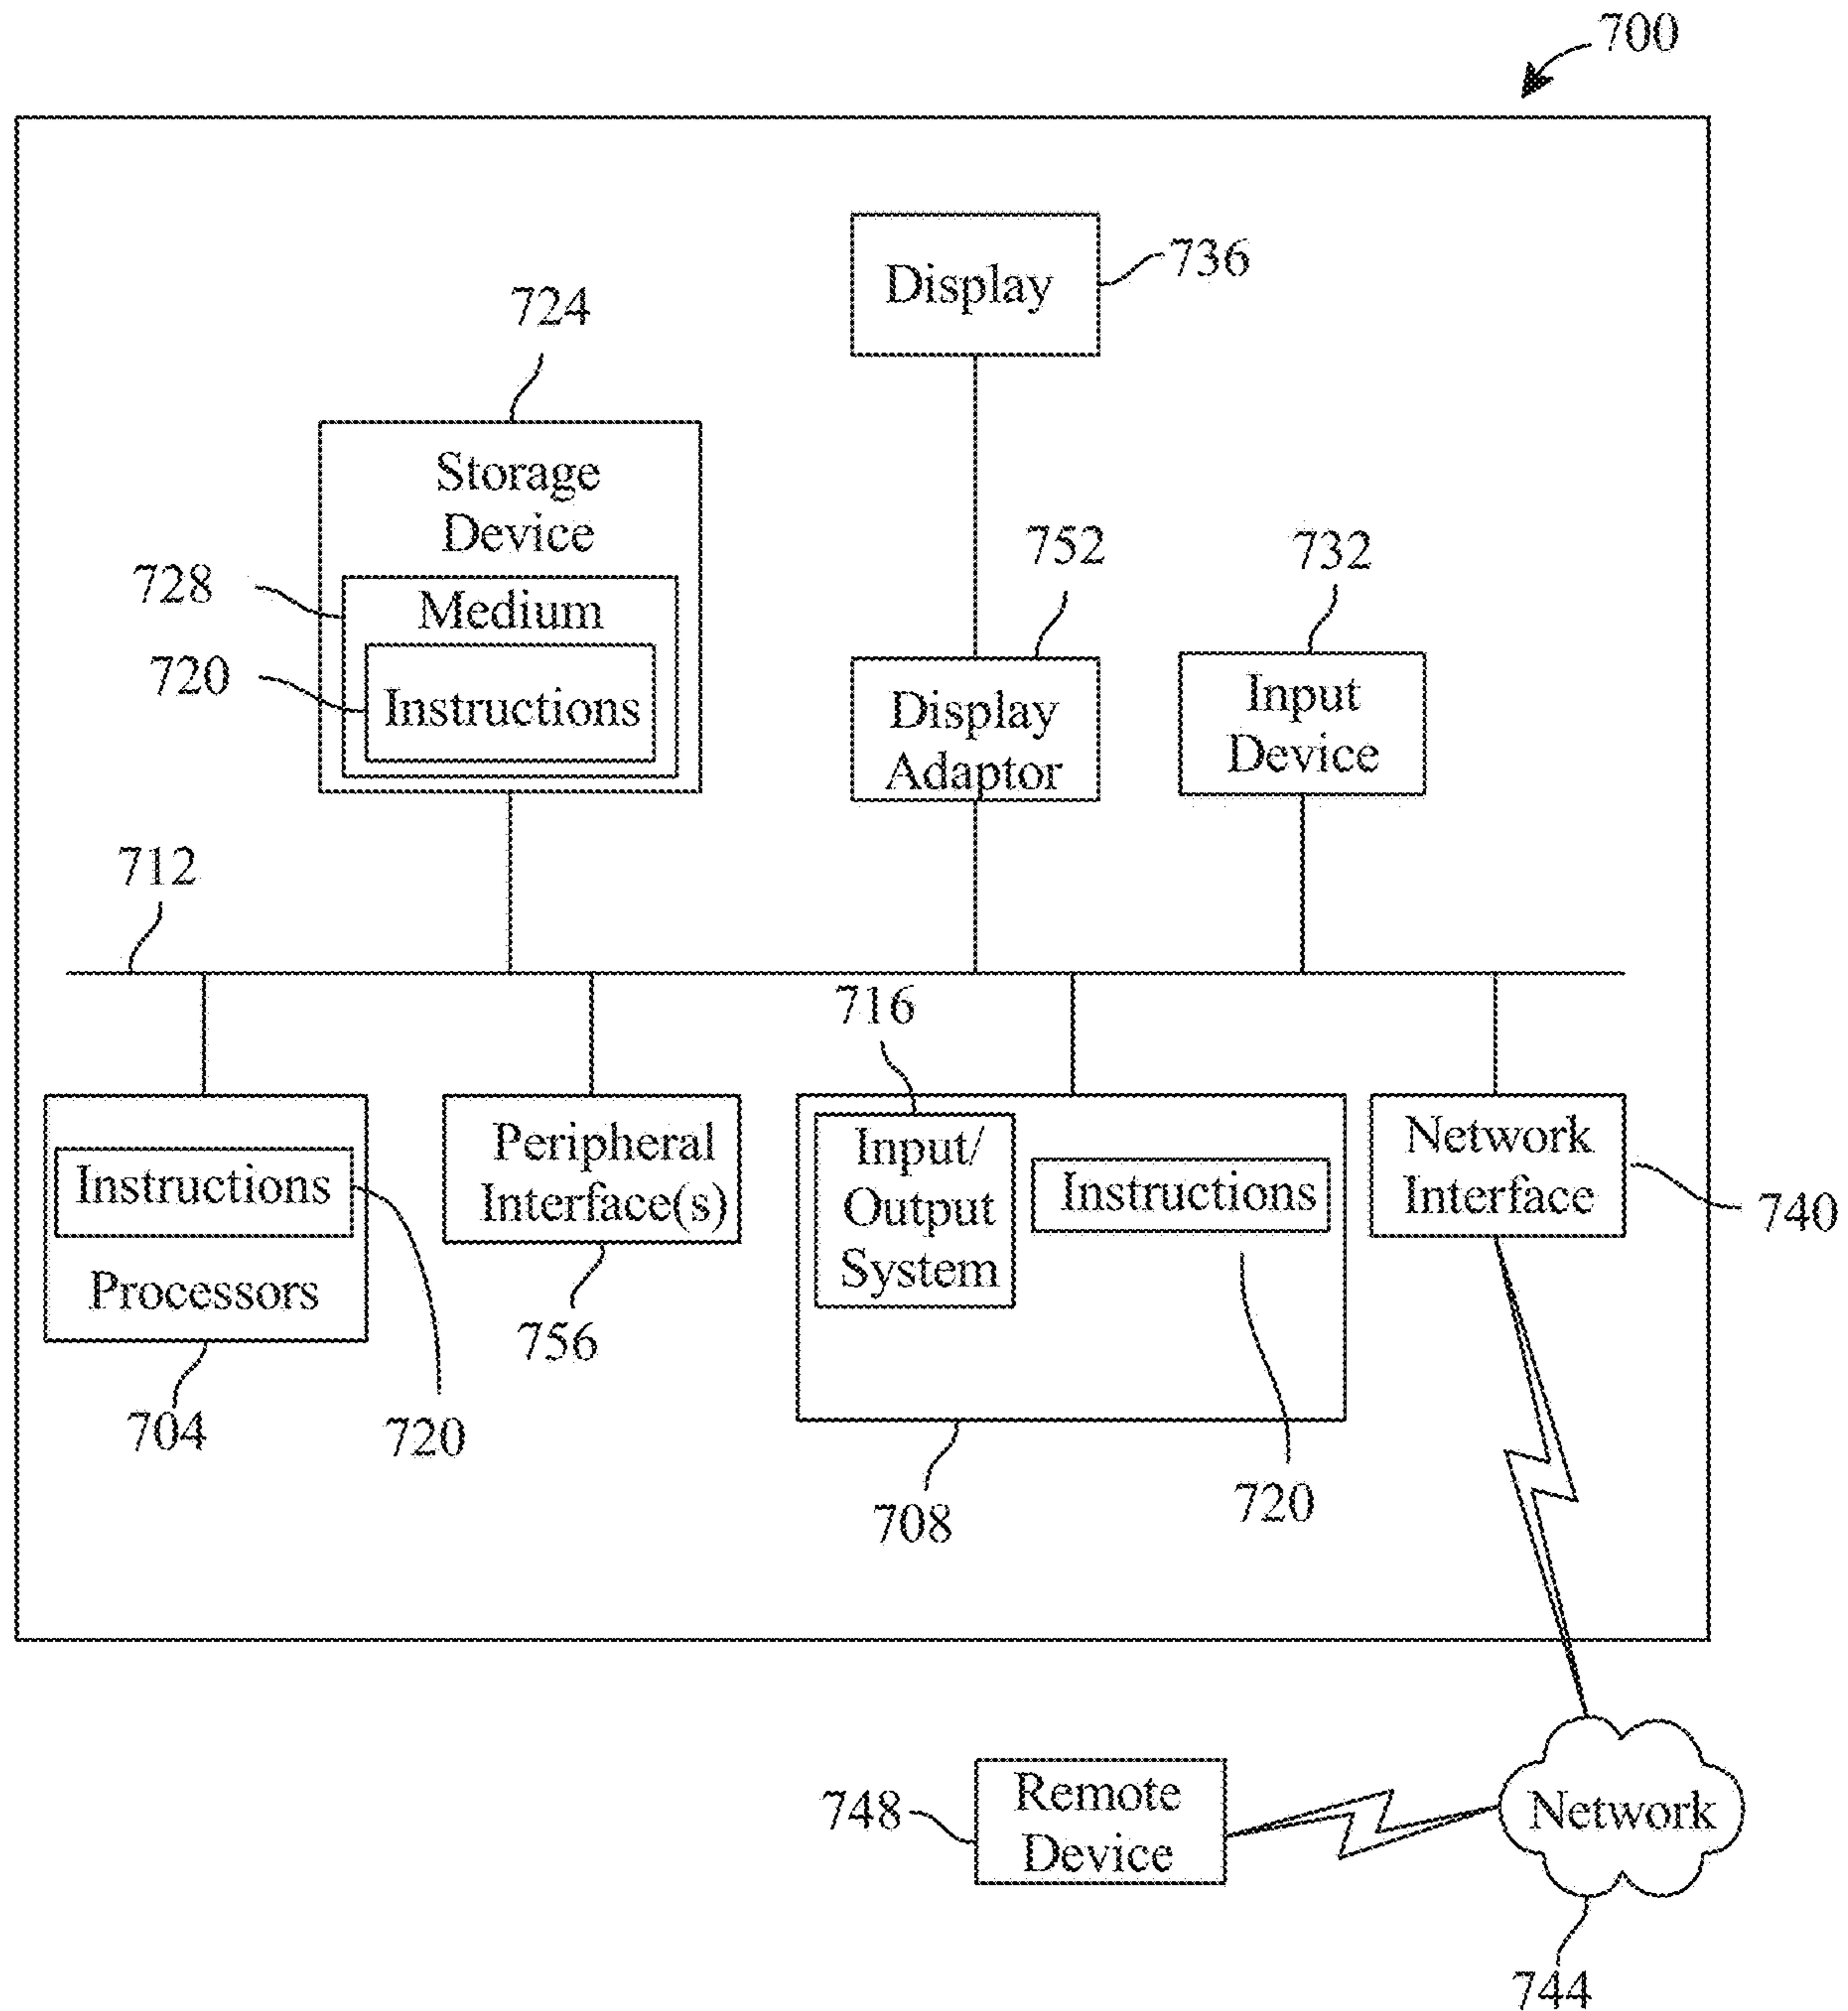 700
Display
736
724
Storage
Device
728
Medium
720
Instructions
752
Display
Adaptor
732
Input
Device
712
716
Instructions
Processors
704
720
Peripheral
Interface(s)
756
Input/
Output
System
Instructions
708
720
Network
Interface
740
748
Remote
Device
Network
744